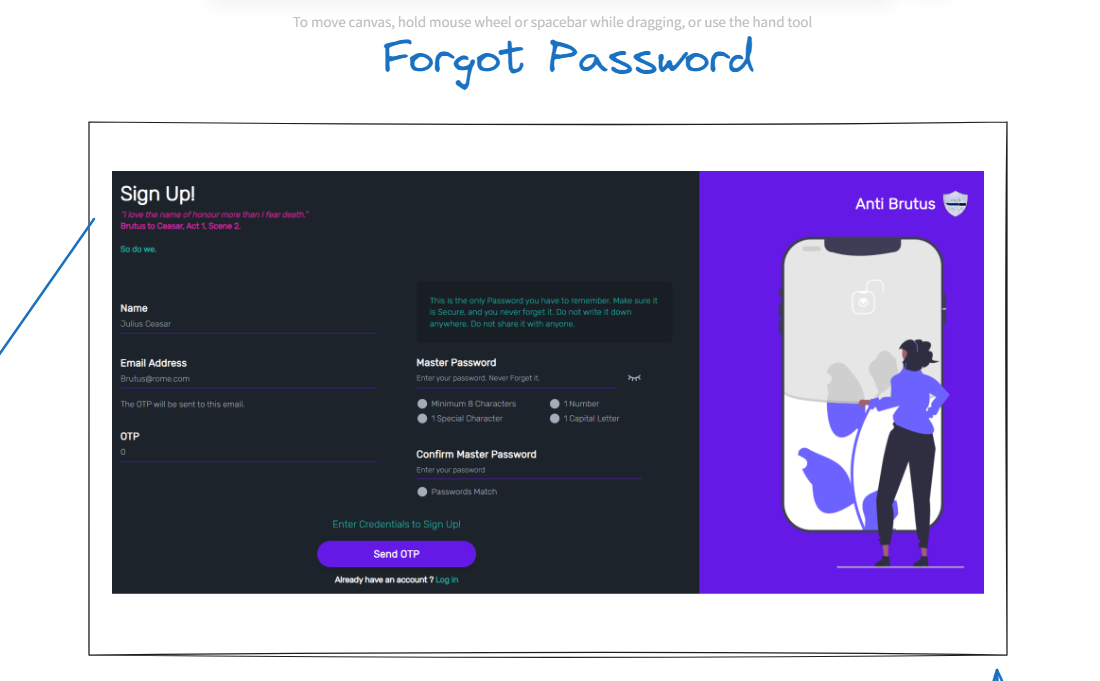 To move canvas, hold mouse wheel or spacebar while dragging, or use the hand tool
Forgot Password
Sign Up!
"I love the name of honour more than I fear death."
Brutus to Ceasar, Act 1, Scene 2.
So do we.
Anti Brutus
Name
Julius Ceasar
Email Address
Brutus@rome.com
The OTP will be sent to this email.
OTP
0
This is the only Password you have to remember. Make sure it
is Secure, and you never forget it. Do not write it down
anywhere. Do not share it with anyone.
Master Password
Enter your password. Never Forget it.
Minimum 8 Characters
1 Number
1 Special Character
1 Capital Letter
Confirm Master Password
Enter your password
Passwords Match
Enter Credentials to Sign Up!
Send OTP
Already have an account ? Log in